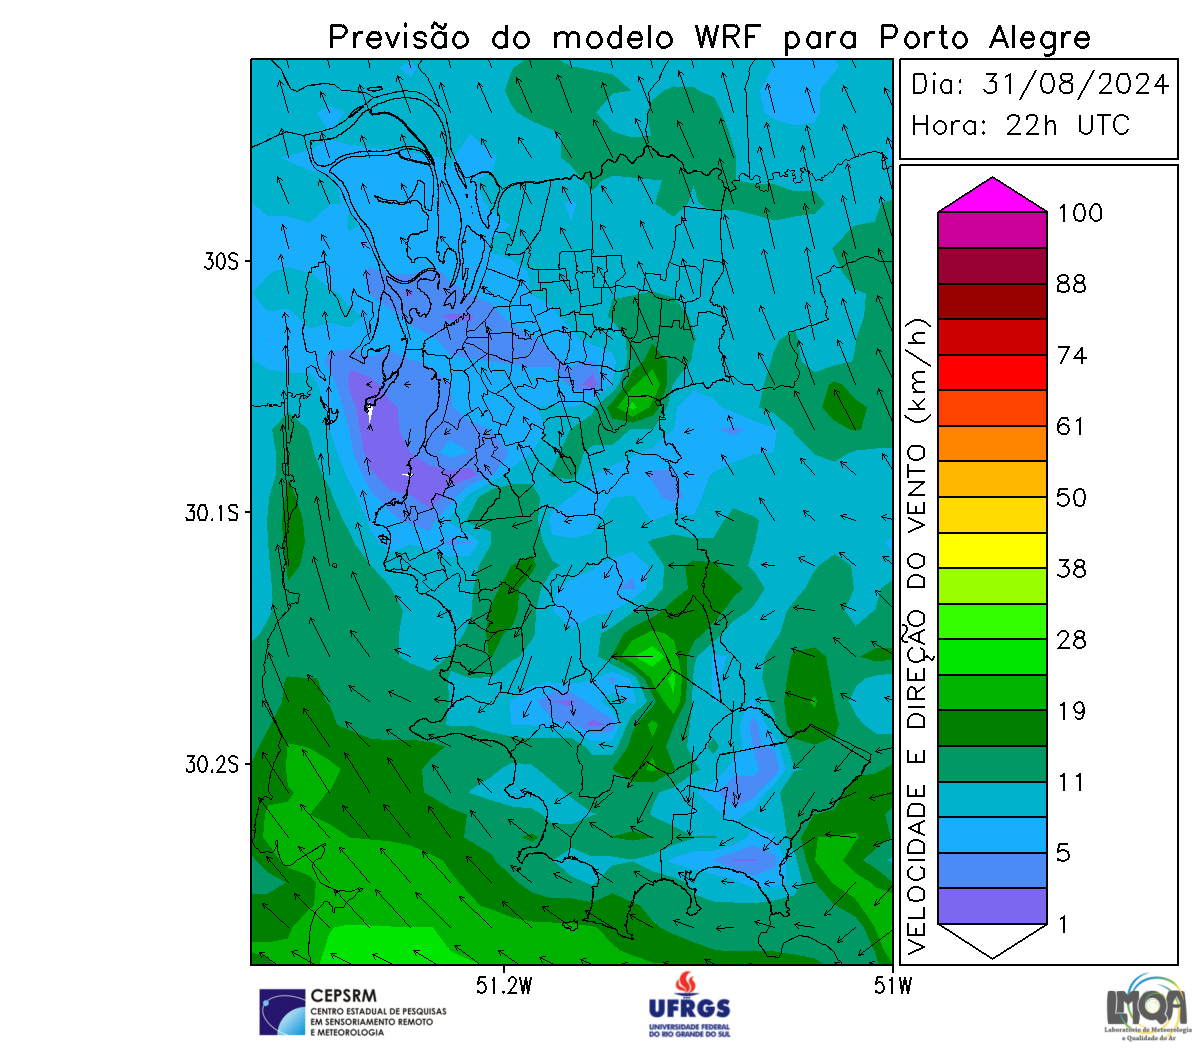 Previsão do modelo WRF para Porto Alegre
Dia: 31/08/2024
Hora: 22h UTC
30S
30.1S
30.2S
51.2W
51W
VELOCIDADE E DIREÇÃO DO VENTO (km/h)
100
88
74
61
50
38
28
19
11
5
1
CEPSRM
CENTRO ESTADUAL DE PESQUISAS
EM SENSORIAMENTO REMOTO
E METEOROLOGIA
UFRGS
UNIVERSIDADE FEDERAL
DO RIO GRANDE DO SUL
LMQA
Laboratório de Meteorologia
e Qualidade do Ar